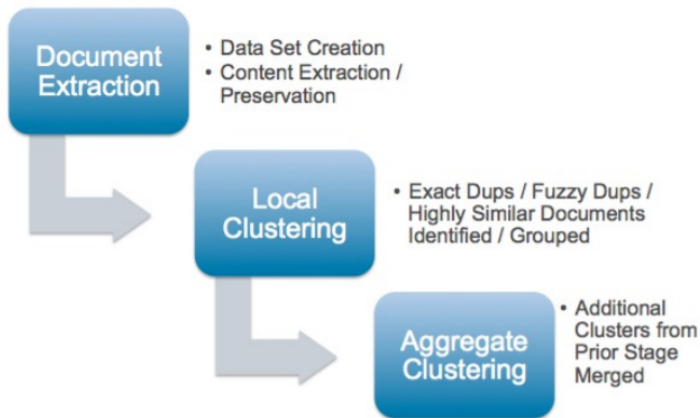 Document
Extraction
• Data Set Creation
• Content Extraction /
Preservation
Local
Clustering
• Exact Dups / Fuzzy Dups /
Highly Similar Documents
Identified / Grouped
Aggregate
Clustering
• Additional
Clusters from
Prior Stage
Merged